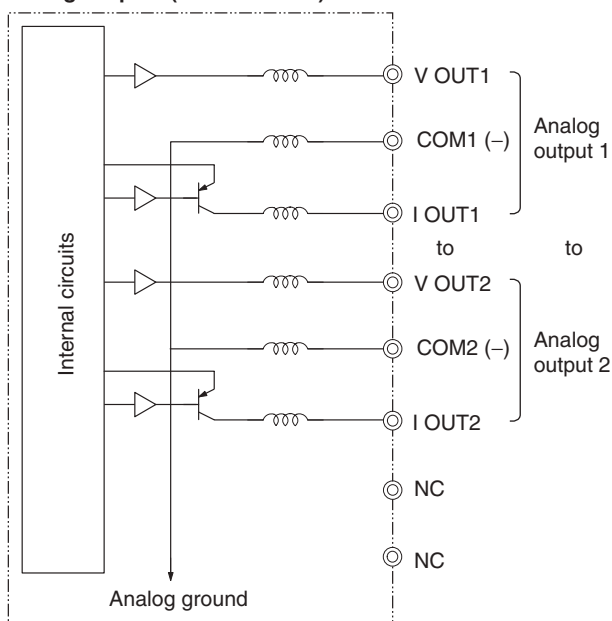 V OUT1
COM1 (−)
Analog
output 1
I OUT1
to
to
V OUT2
COM2 (−)
Analog
output 2
I OUT2
NC
NC
Internal circuits
Analog ground